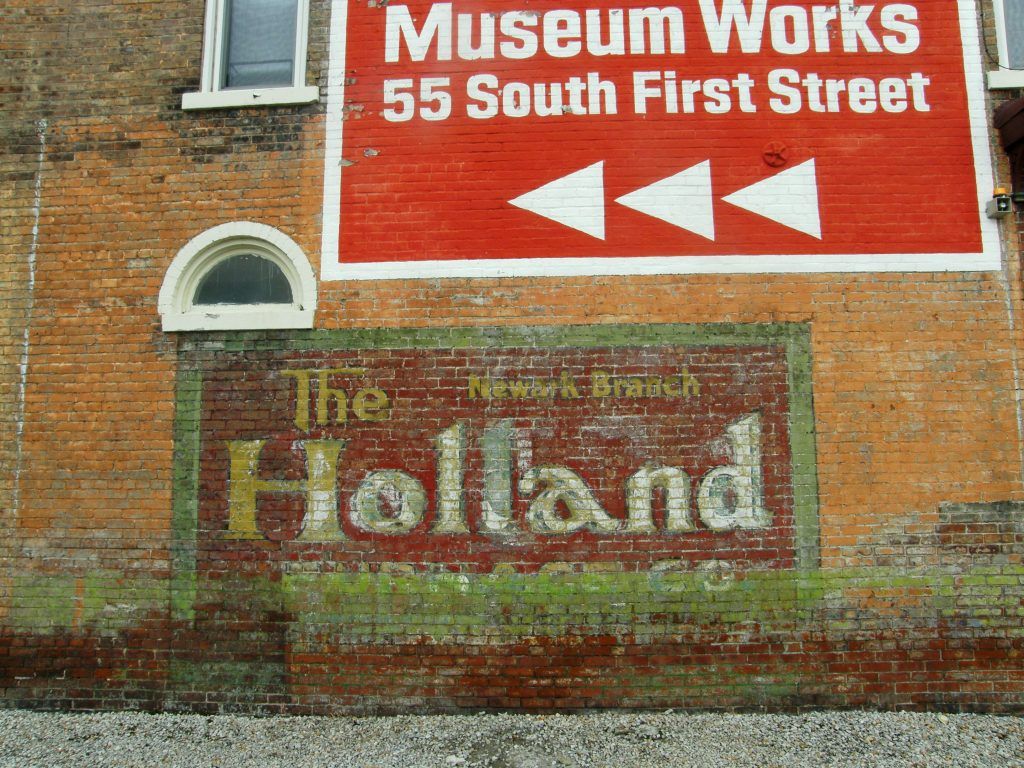 Museum Works
55 South First Street
The
Newark Branch
Holland